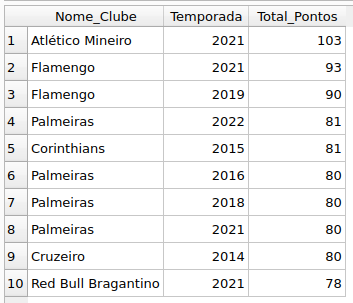 Nome_Clube Temporada Total_Pontos
1 Atlético Mineiro 2021 103
2 Flamengo 2021 93
3 Flamengo 2019 90
4 Palmeiras 2022 81
5 Corinthians 2015 81
6 Palmeiras 2016 80
7 Palmeiras 2018 80
8 Palmeiras 2021 80
9 Cruzeiro 2014 80
10 Red Bull Bragantino 2021 78